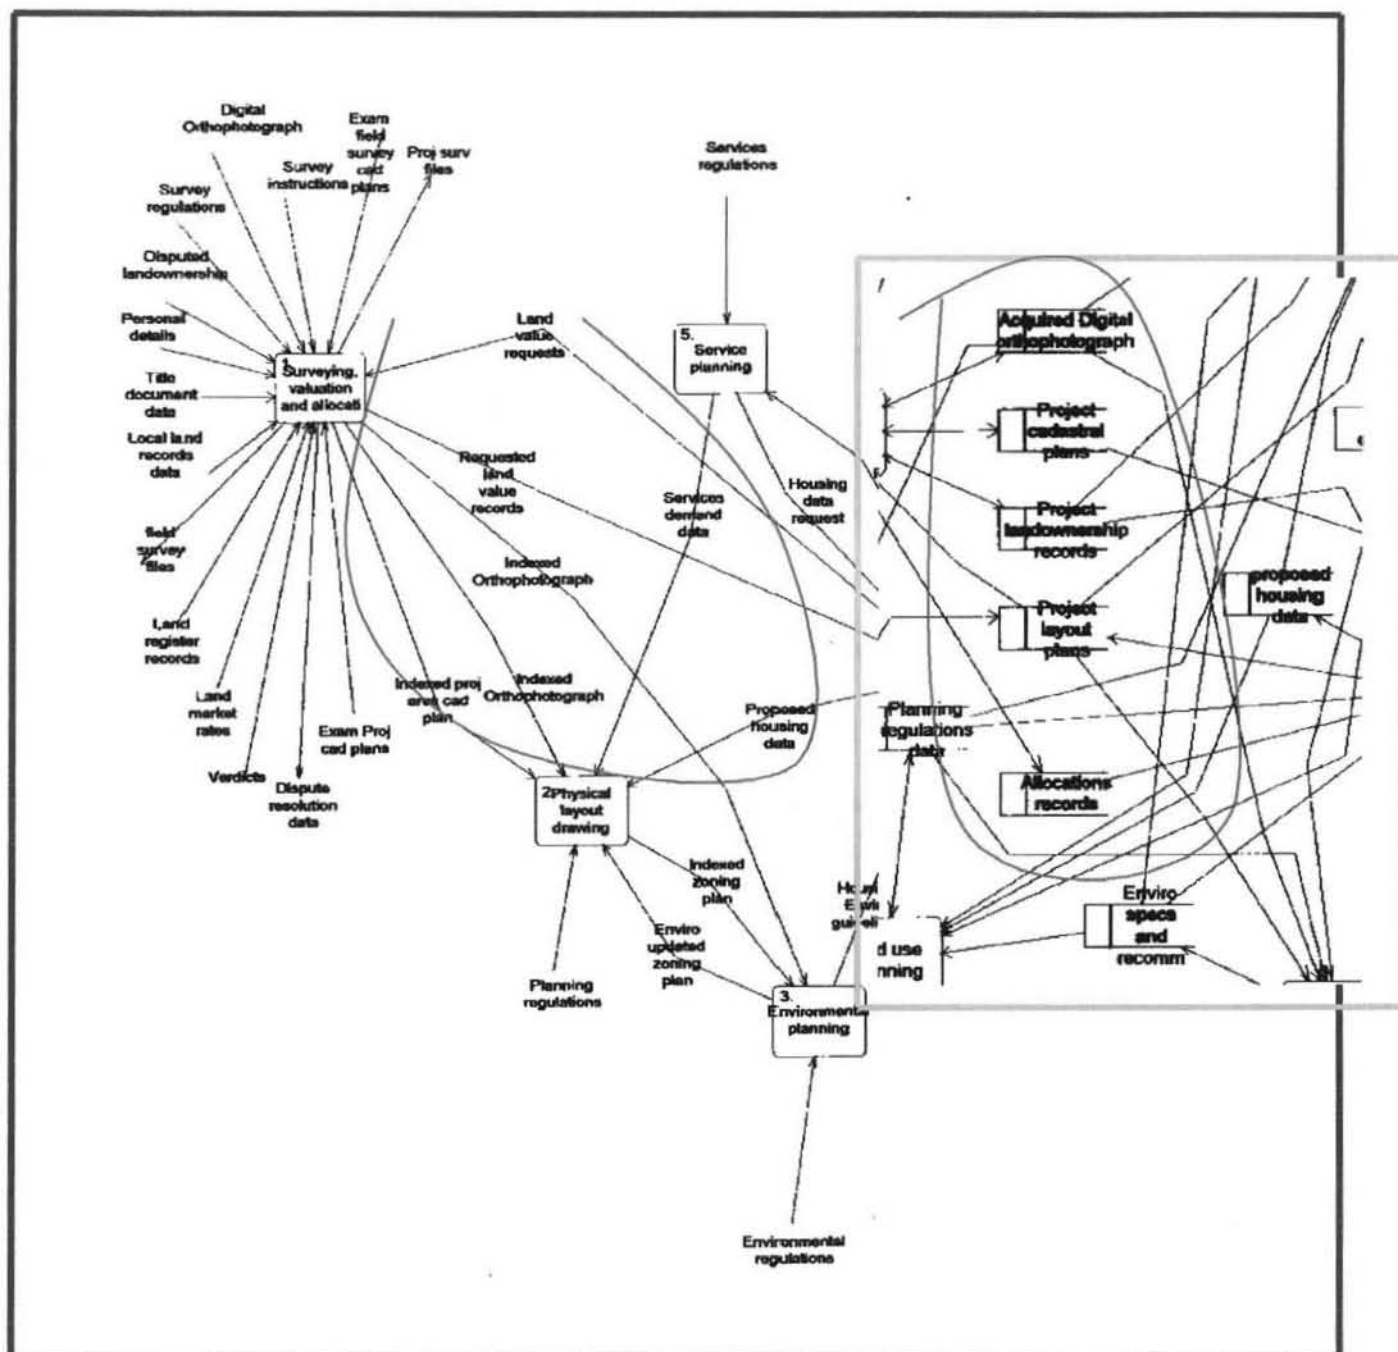 Digital
Orthophotograph
Exam
field
survey
cad
plans
Proj surv
files
Survey
instructions
Survey
regulations
Disputed
landownership
Personal
details
Title
document
data
Local land
records
data
field
survey
files
Land
register
records
Land
market
rates
Verdicts
Dispute
resolution
data
Exam Proj
cad plans
1.
Surveying,
valuation
and allocati
Land
value
requests
Services
regulations
5.
Service
planning
Requested
land
value
records
Services
demand
data
Housing
data
request
Indexed
Orthophotograph
Indexed proj
area cad
plan
Indexed
Orthophotograph
Proposed
housing
data
2.
Physical
layout
drawing
Indexed
zoning
plan
Enviro
updated
zoning
plan
Planning
regulations
3.
Environmental
planning
Environmental
regulations
Housi
Envir
guideli
Acquired Digital
orthophotograph
Project
cadastral
plans
Project
landownership
records
Project
layout
plans
proposed
housing
data
Planning
regulations
data
Allocations
records
Enviro
specs
and
recomm
d use
nning